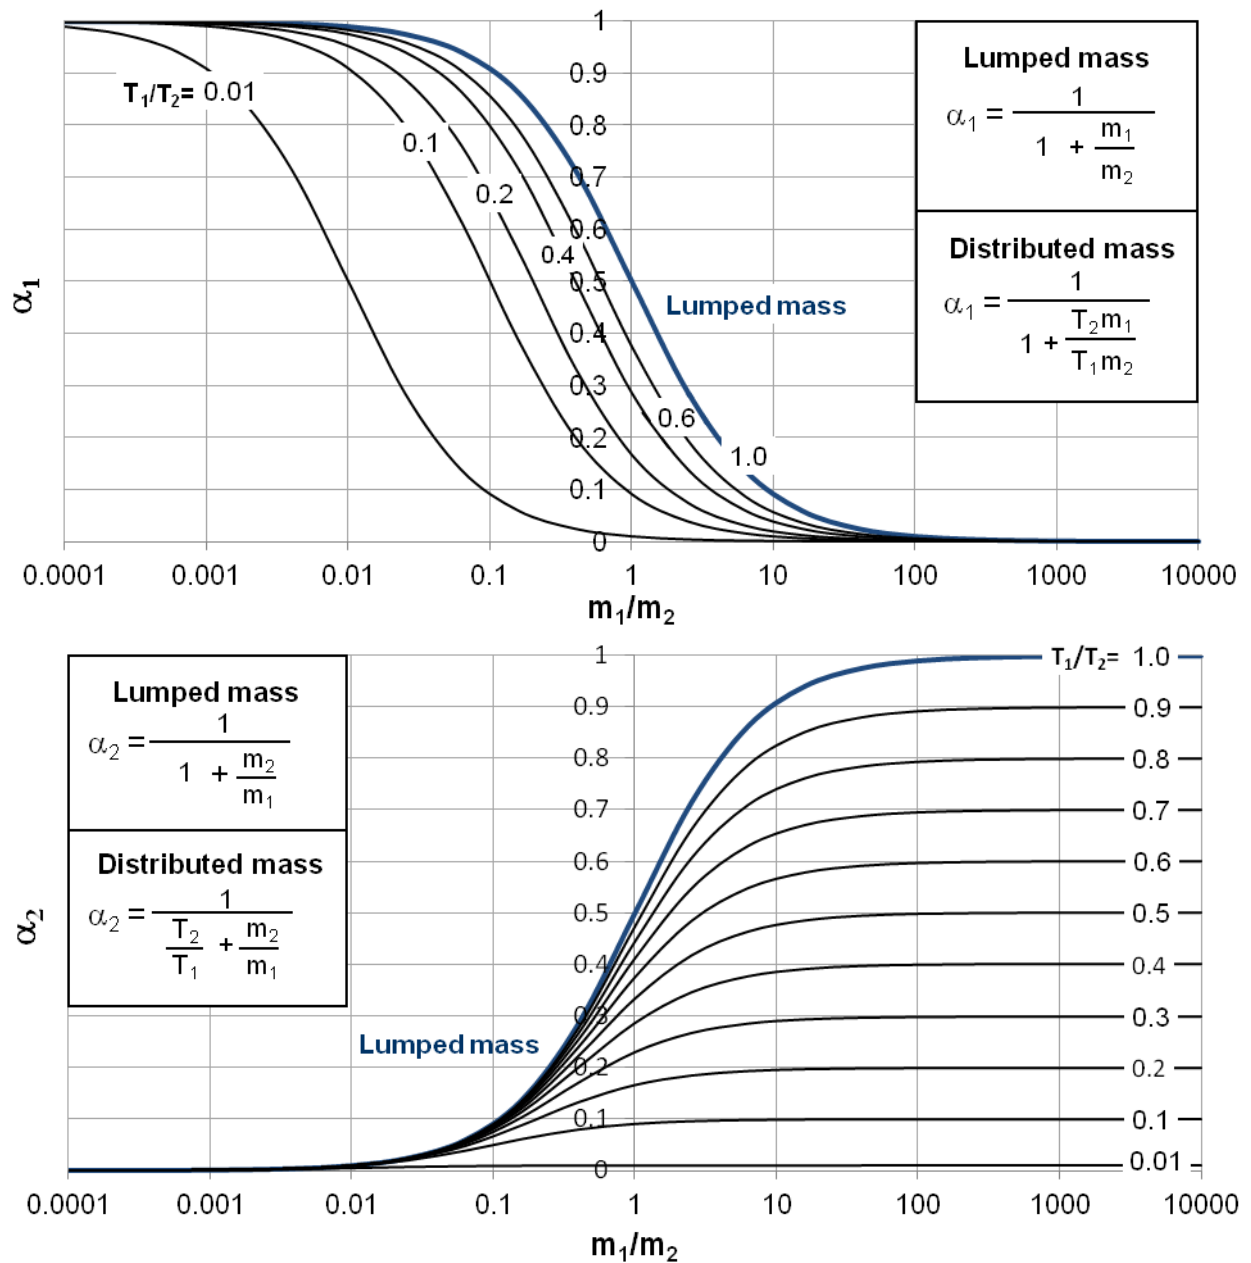 1
0.9
0.8
0.7
0.6
0.5
0.4
0.3
0.2
0.1
0
α₁
T₁/T₂= 0.01
0.1
0.2
0.4
0.6
1.0
Lumped mass
Lumped mass
α₁ = 1
1 + m₁
m₂
Distributed mass
α₁ = 1
1 + T₂m₁
T₁m₂
0.0001 0.001 0.01 0.1 1 10 100 1000 10000
m₁/m₂
1
0.9
0.8
0.7
0.6
0.5
0.4
0.3
0.2
0.1
0
α₂
Lumped mass
α₂ = 1
1 + m₂
m₁
Distributed mass
α₂ = 1
T₂ + m₂
T₁ m₁
Lumped mass
T₁/T₂= 1.0
0.9
0.8
0.7
0.6
0.5
0.4
0.3
0.2
0.1
0.01
0.0001 0.001 0.01 0.1 1 10 100 1000 10000
m₁/m₂